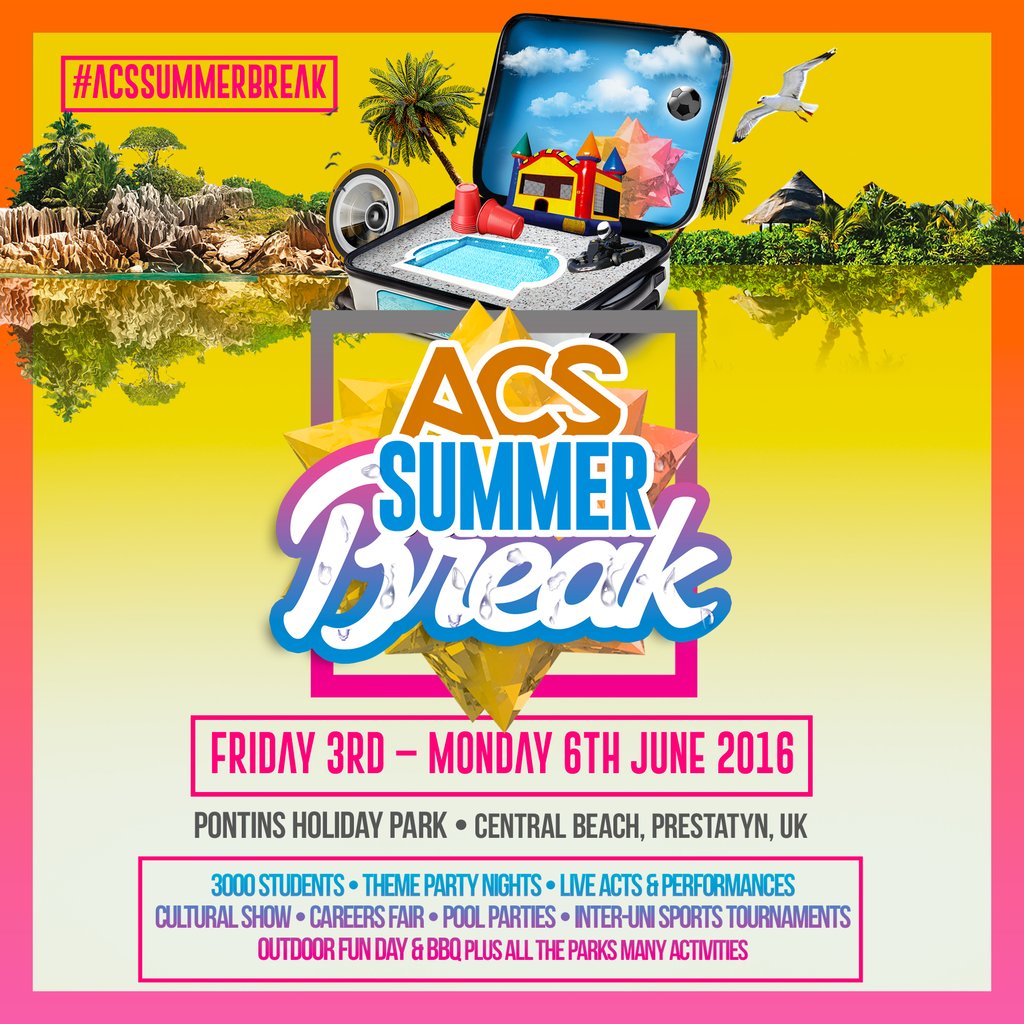 #ACSSUMMERBREAK
ACS
SUMMER
Break
FRIDAY 3RD – MONDAY 6TH JUNE 2016
PONTINS HOLIDAY PARK • CENTRAL BEACH, PRESTATYN, UK
3000 STUDENTS • THEME PARTY NIGHTS • LIVE ACTS & PERFORMANCES
CULTURAL SHOW • CAREERS FAIR • POOL PARTIES • INTER-UNI SPORTS TOURNAMENTS
OUTDOOR FUN DAY & BBQ PLUS ALL THE PARKS MANY ACTIVITIES